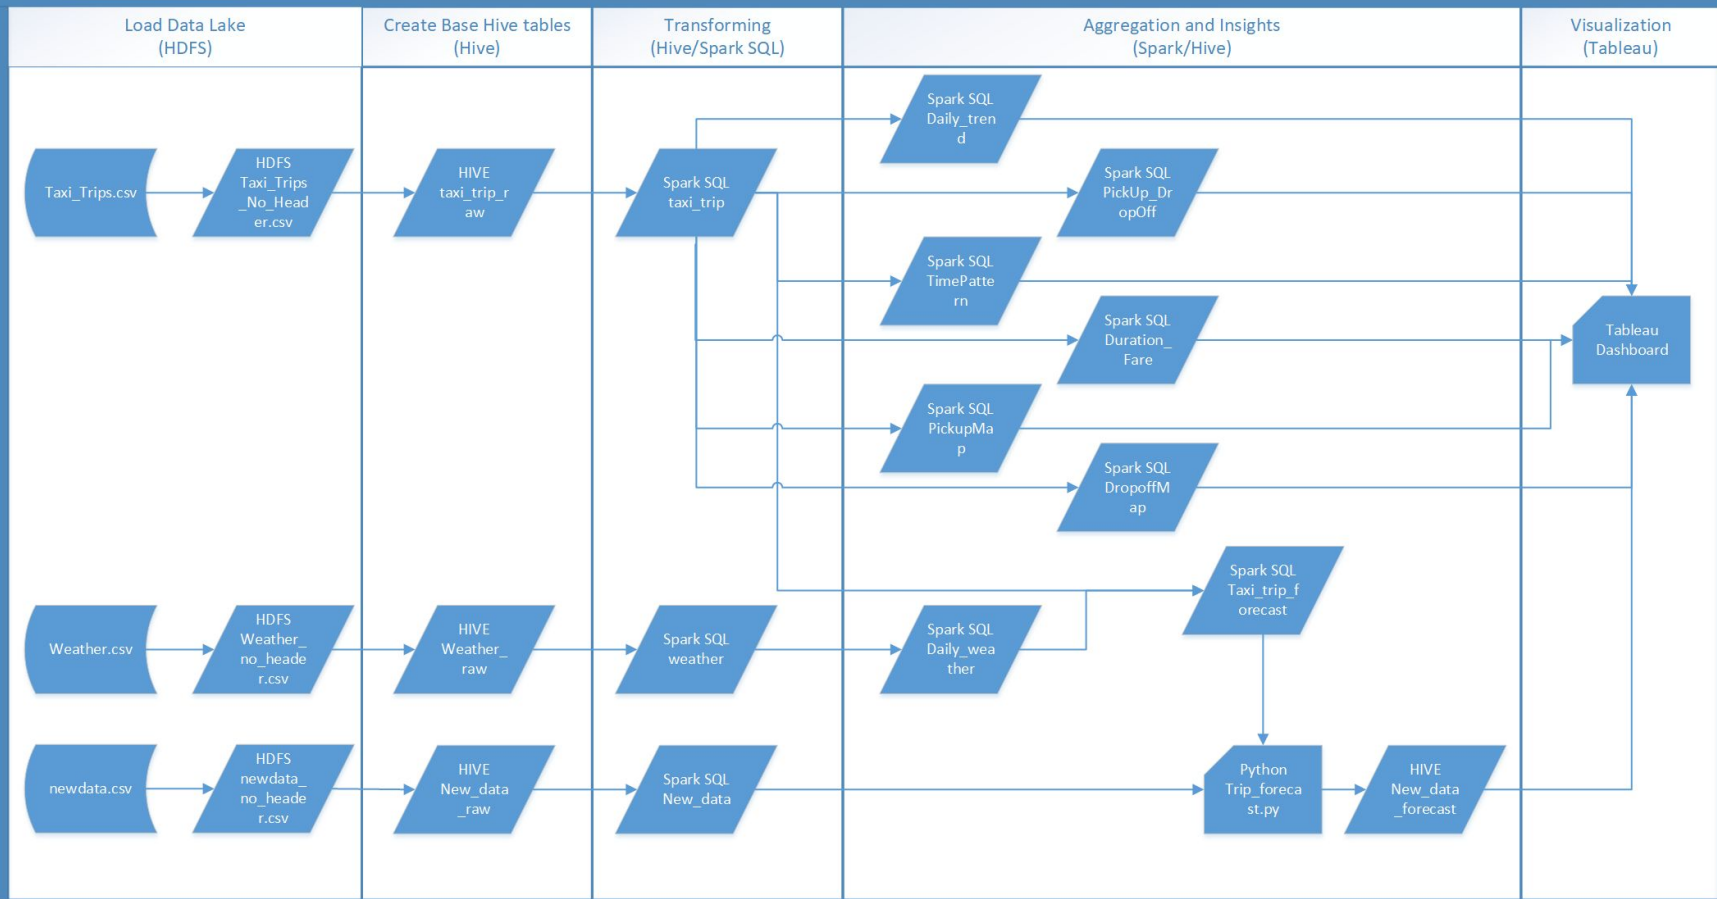 Load Data Lake
(HDFS)
Create Base Hive tables
(Hive)
Transforming
(Hive/Spark SQL)
Aggregation and Insights
(Spark/Hive)
Visualization
(Tableau)
Spark SQL
Daily_tren
d
Taxi_Trips.csv
HDFS
Taxi_Trips
_No_Head
er.csv
HIVE
taxi_trip_r
aw
Spark SQL
taxi_trip
Spark SQL
PickUp_Dr
opOff
Spark SQL
TimePatte
rn
Spark SQL
Duration_
Fare
Tableau
Dashboard
Spark SQL
PickupMa
p
Spark SQL
DropoffM
ap
Spark SQL
Taxi_trip_f
orecast
Weather.csv
HDFS
Weather_
no_heade
r.csv
HIVE
Weather_
raw
Spark SQL
weather
Spark SQL
Daily_wea
ther
newdata.csv
HDFS
newdata_
no_heade
r.csv
HIVE
New_data
_raw
Spark SQL
New_data
Python
Trip_foreca
st.py
HIVE
New_data
_forecast